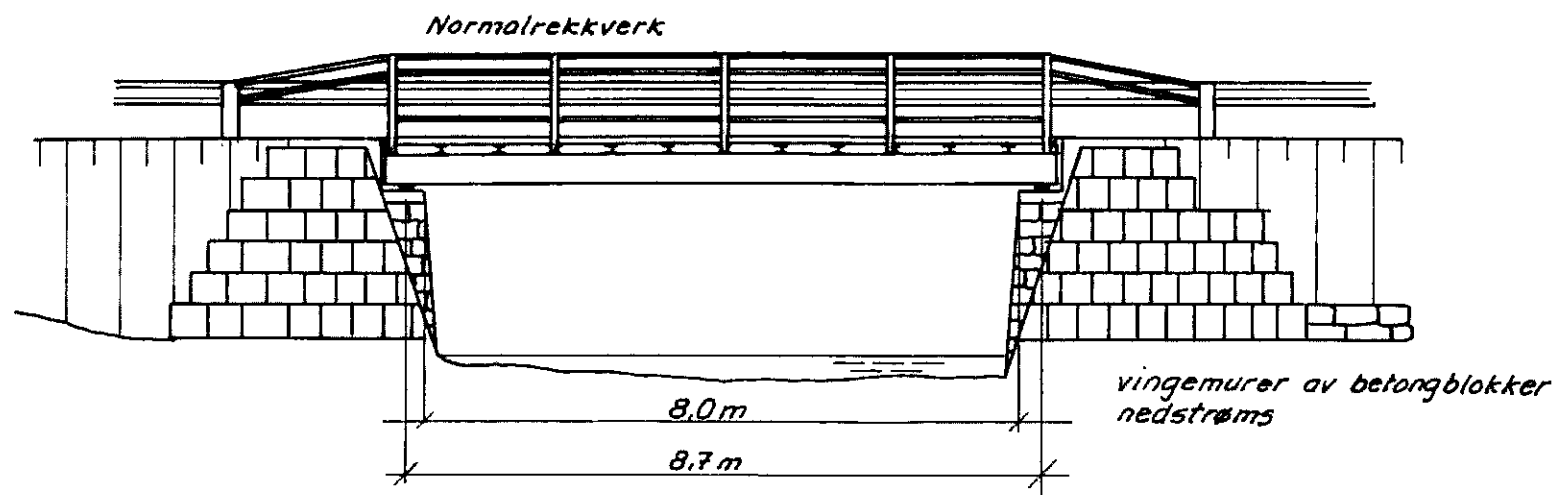 Normalrekkverk
8,0 m
8,7 m
vingemurer av betongblokker
nedstrøms